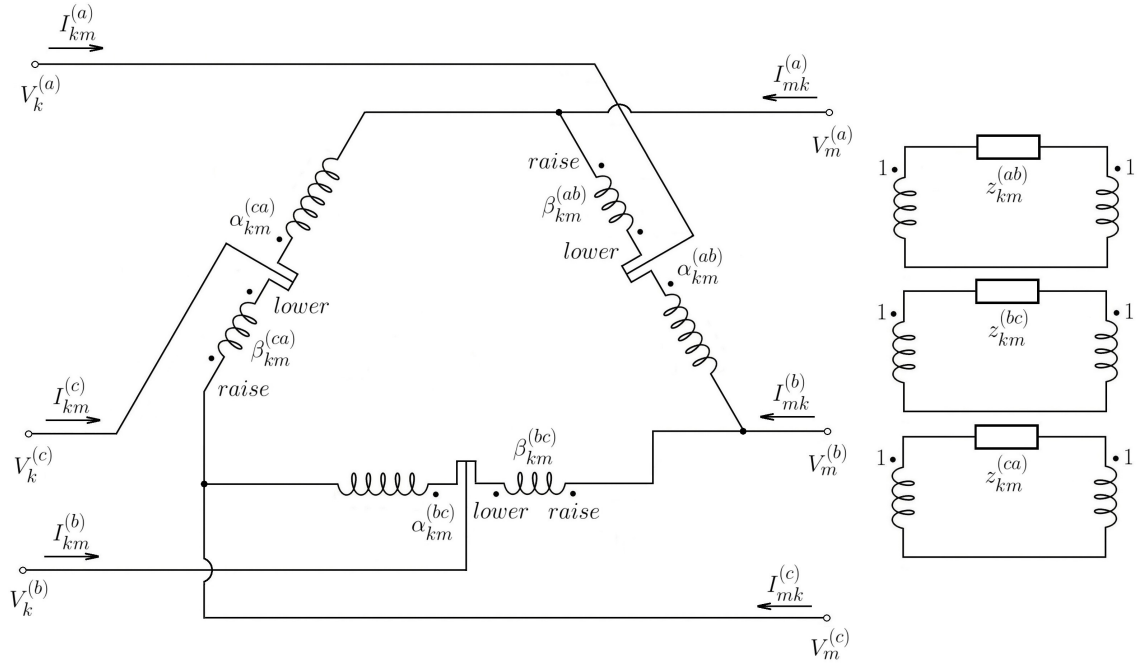 I_{km}^{(a)}
V_k^{(a)}
I_{mk}^{(a)}
V_m^{(a)}
raise
β_{km}^{(ab)}
lower
α_{km}^{(ab)}
α_{km}^{(ca)}
lower
β_{km}^{(ca)}
raise
I_{km}^{(c)}
V_k^{(c)}
I_{mk}^{(b)}
V_m^{(b)}
β_{km}^{(bc)}
α_{km}^{(bc)}
lower raise
I_{km}^{(b)}
V_k^{(b)}
I_{mk}^{(c)}
V_m^{(c)}
1 1
z_{km}^{(ab)}
1 1
z_{km}^{(bc)}
1 1
z_{km}^{(ca)}